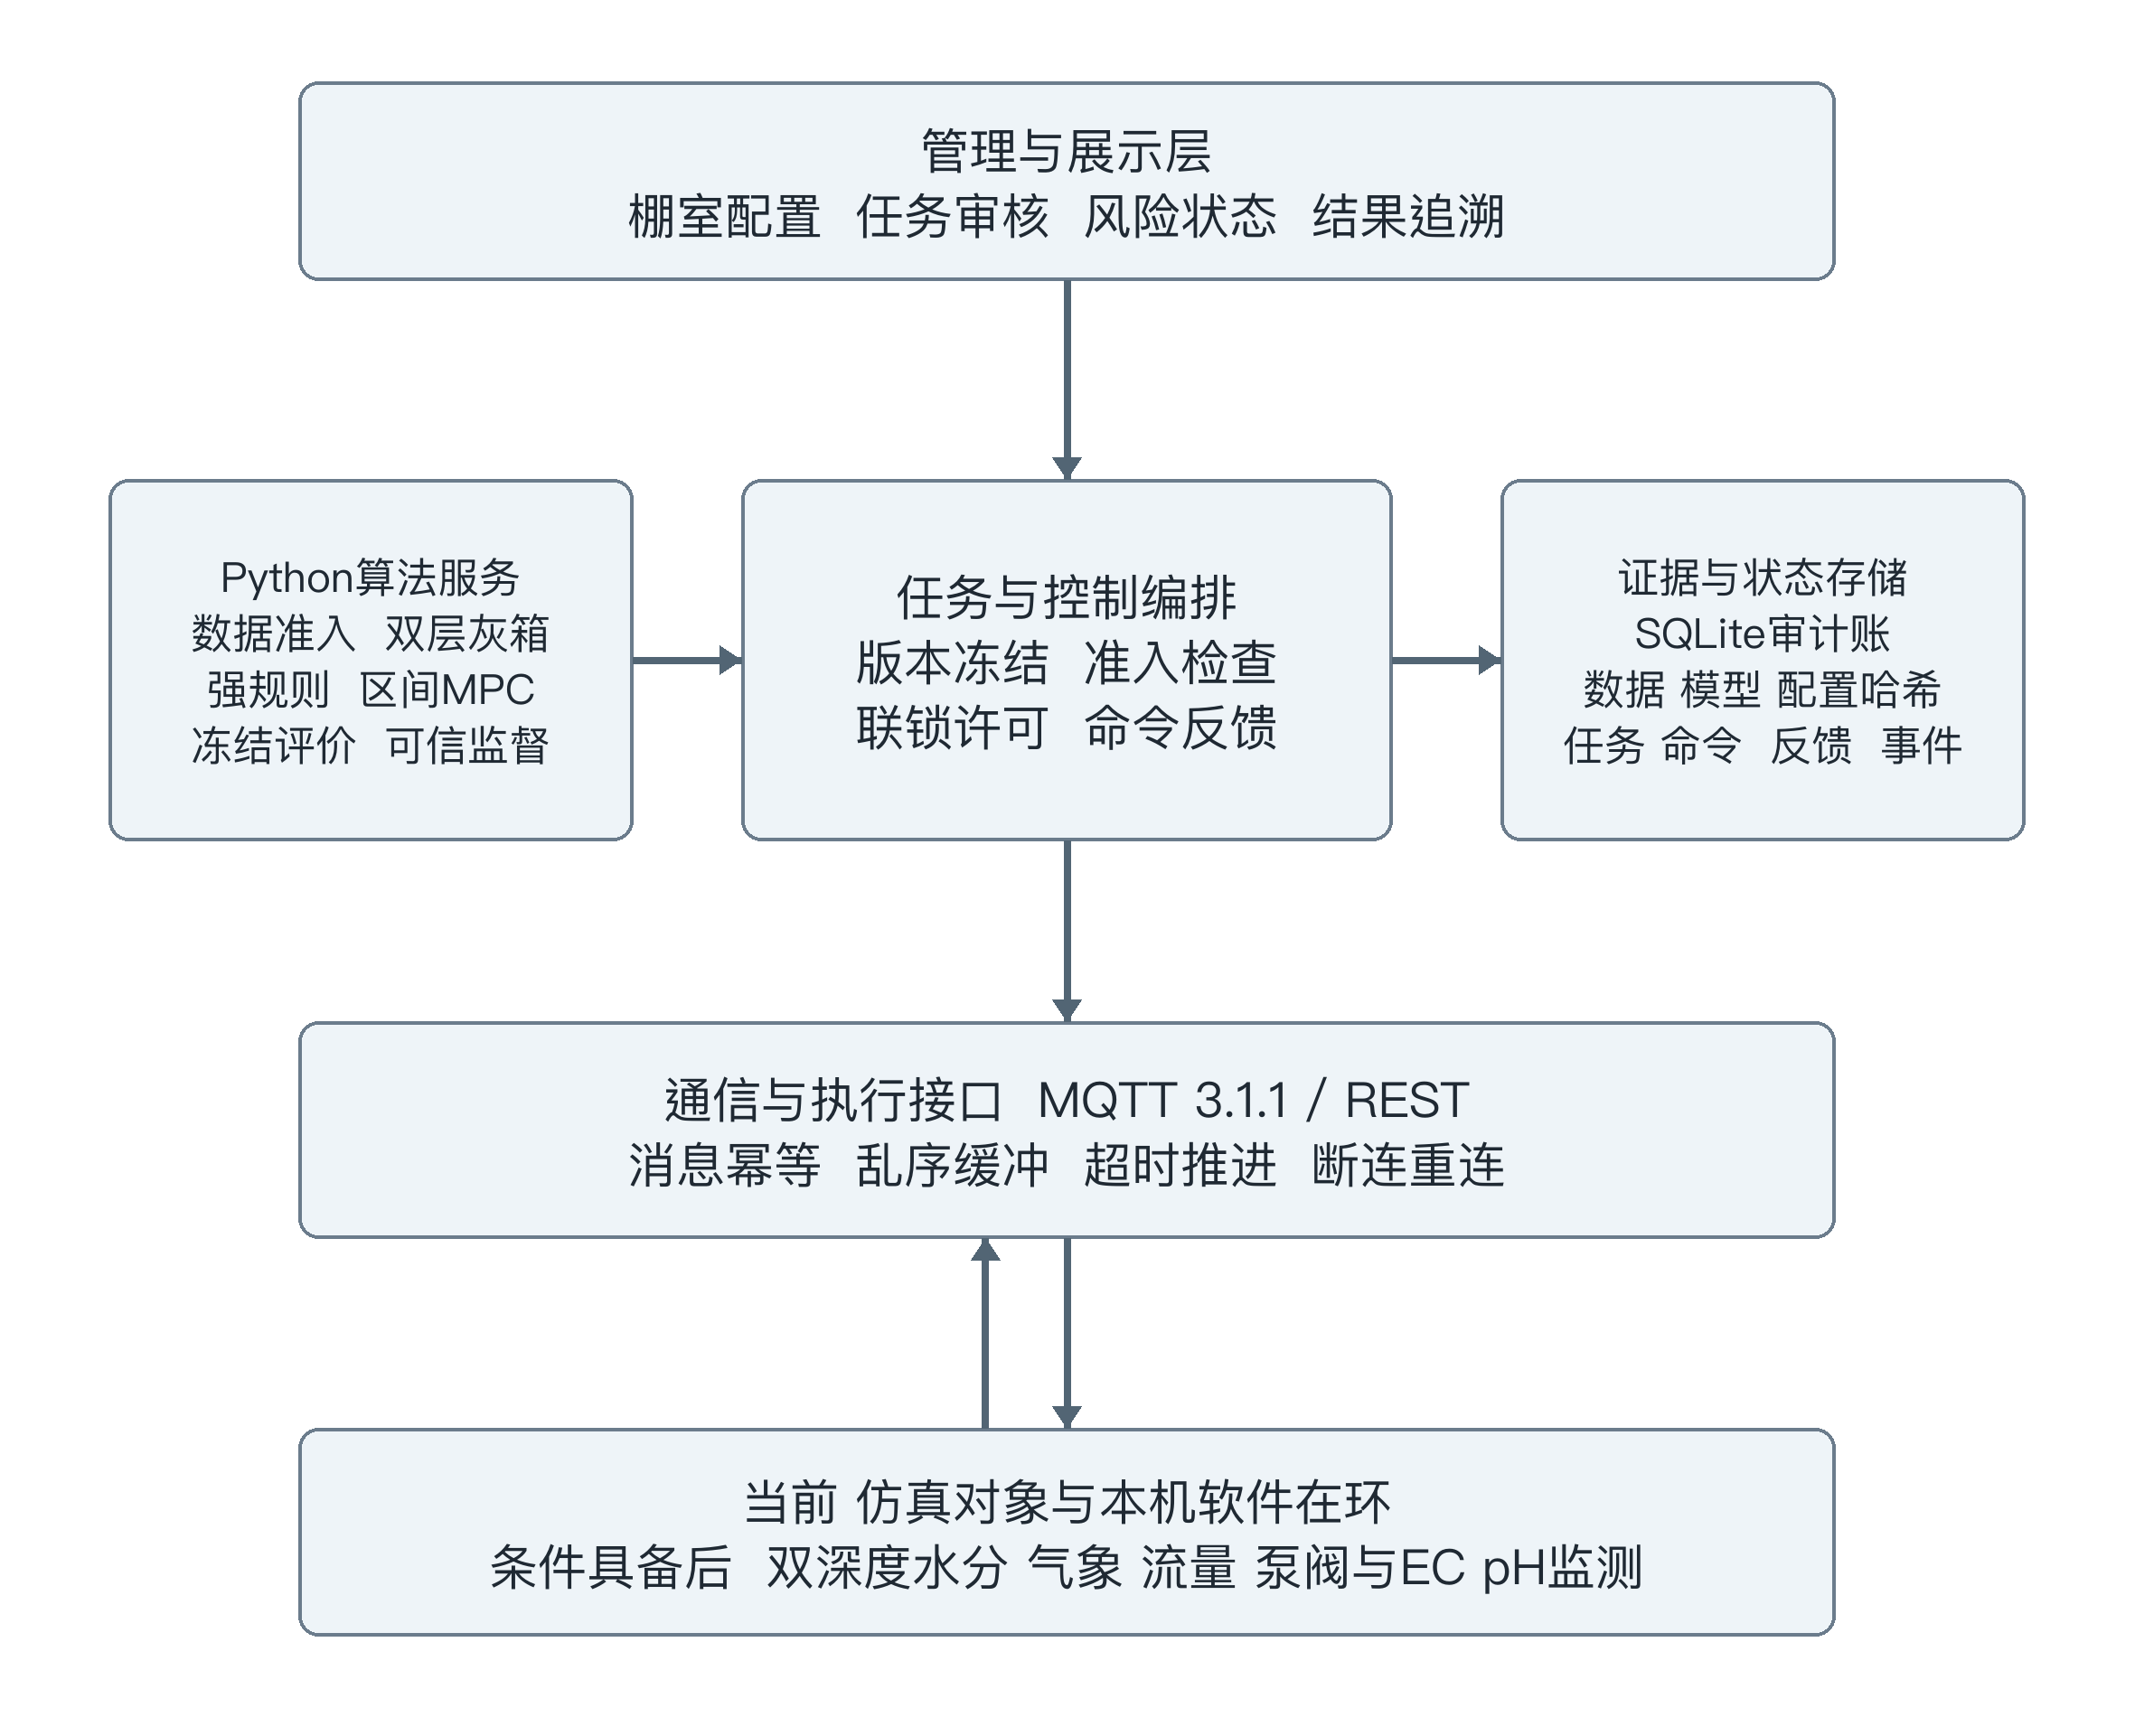 管理与展示层
棚室配置 任务审核 风险状态 结果追溯
Python算法服务
数据准入 双层灰箱
强规则 区间MPC
冻结评价 可信监督
任务与控制编排
版本冻结 准入检查
联锁许可 命令反馈
证据与状态存储
SQLite审计账
数据 模型 配置哈希
任务 命令 反馈 事件
通信与执行接口 MQTT 3.1.1 / REST
消息幂等 乱序缓冲 超时推进 断连重连
当前 仿真对象与本机软件在环
条件具备后 双深度水分 气象 流量 泵阀与EC pH监测